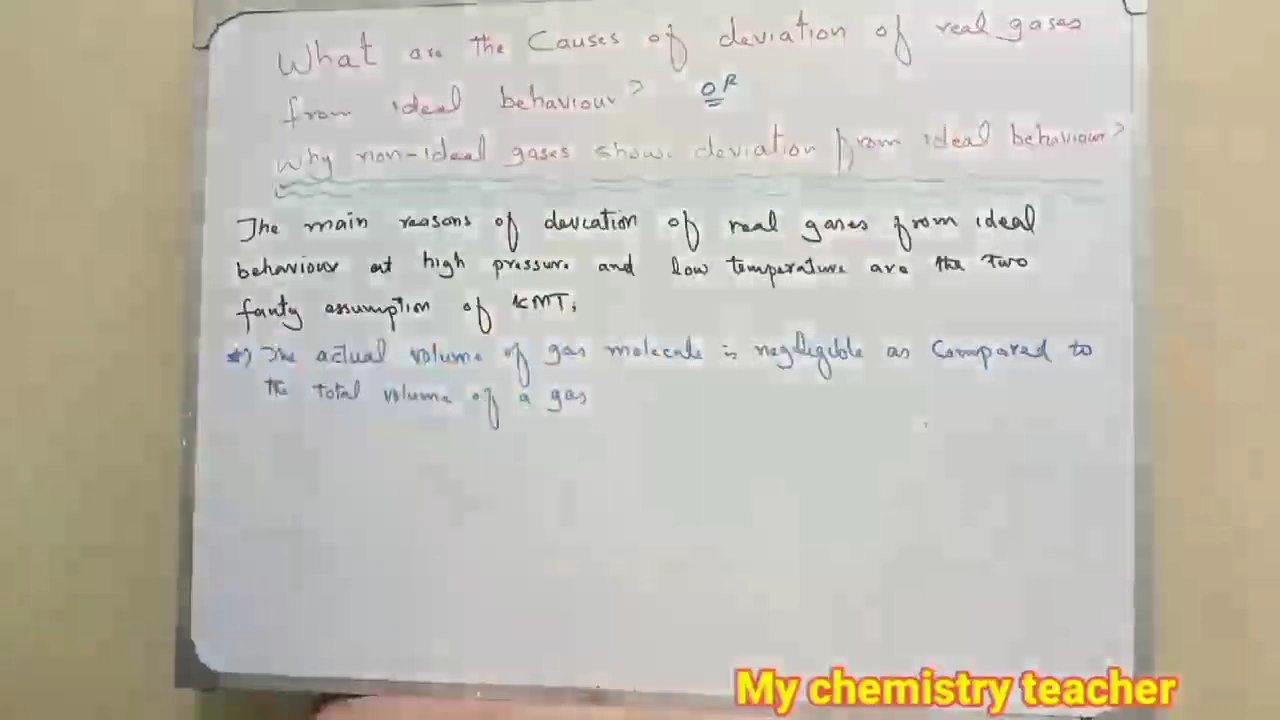 What are the Causes of deviation of real gases
from ideal behaviour? OR
why non-ideal gases show deviation from ideal behaviour?
The main reasons of deviation of real gases from ideal
behaviour at high pressure and low temperature are the two
faulty assumption of KMT,
*) The actual volume of gas molecule is negligible as Compared to
the total volume of a gas
My chemistry teacher